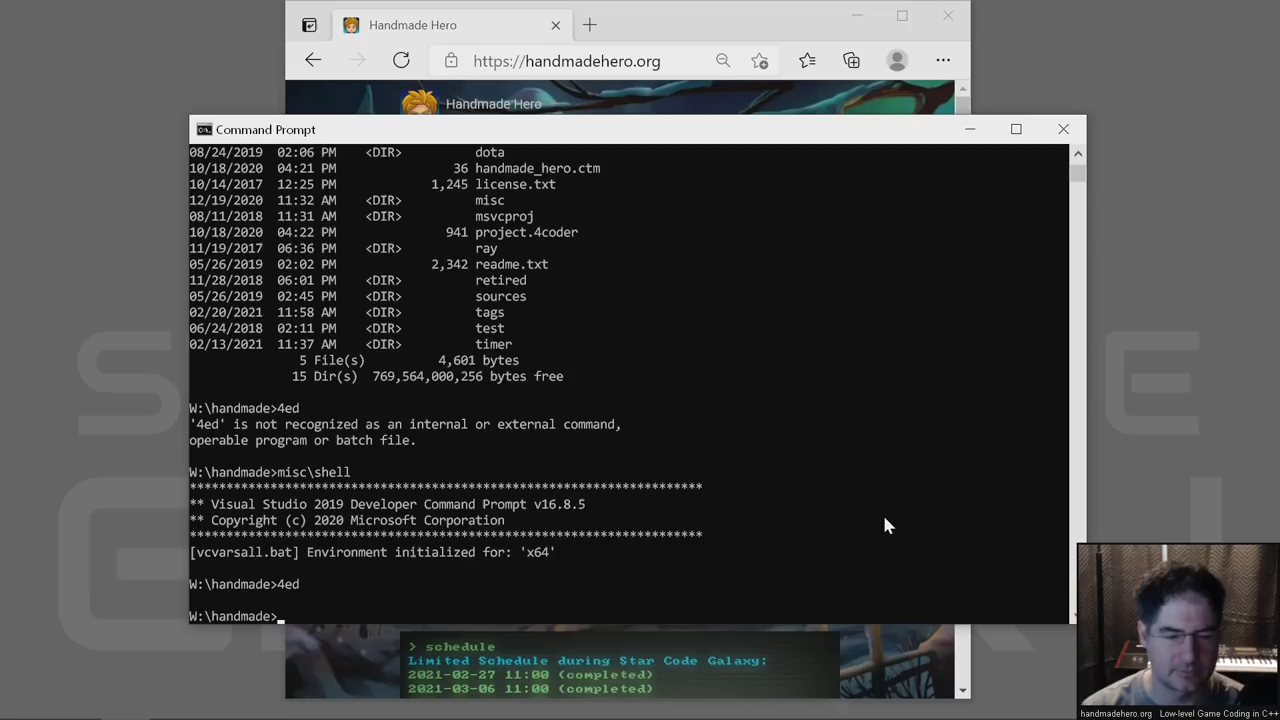 Handmade Hero
https://handmadehero.org
Handmade Hero
Command Prompt
08/24/2019  02:06 PM    <DIR>          dota
10/18/2020  04:21 PM                36 handmade_hero.ctm
10/14/2017  12:25 PM             1,245 license.txt
12/19/2020  11:32 AM    <DIR>          misc
08/11/2018  11:31 AM    <DIR>          msvcproj
10/18/2020  04:22 PM               941 project.4coder
11/19/2017  06:36 PM    <DIR>          ray
05/26/2019  02:02 PM             2,342 readme.txt
11/28/2018  06:01 PM    <DIR>          retired
05/26/2019  02:45 PM    <DIR>          sources
02/20/2021  11:58 AM    <DIR>          tags
06/24/2018  02:11 PM    <DIR>          test
02/13/2021  11:37 AM    <DIR>          timer
5 File(s)          4,601 bytes
15 Dir(s)  769,564,000,256 bytes free
W:\handmade>4ed
'4ed' is not recognized as an internal or external command,
operable program or batch file.
W:\handmade>misc\shell
**********************************************************************
** Visual Studio 2019 Developer Command Prompt v16.8.5
** Copyright (c) 2020 Microsoft Corporation
**********************************************************************
[vcvarsall.bat] Environment initialized for: 'x64'
W:\handmade>4ed
W:\handmade>
> schedule
Limited Schedule during Star Code Galaxy:
2021-02-27 11:00 (completed)
2021-03-06 11:00 (completed)
handmadehero.org  Low-level Game Coding in C++